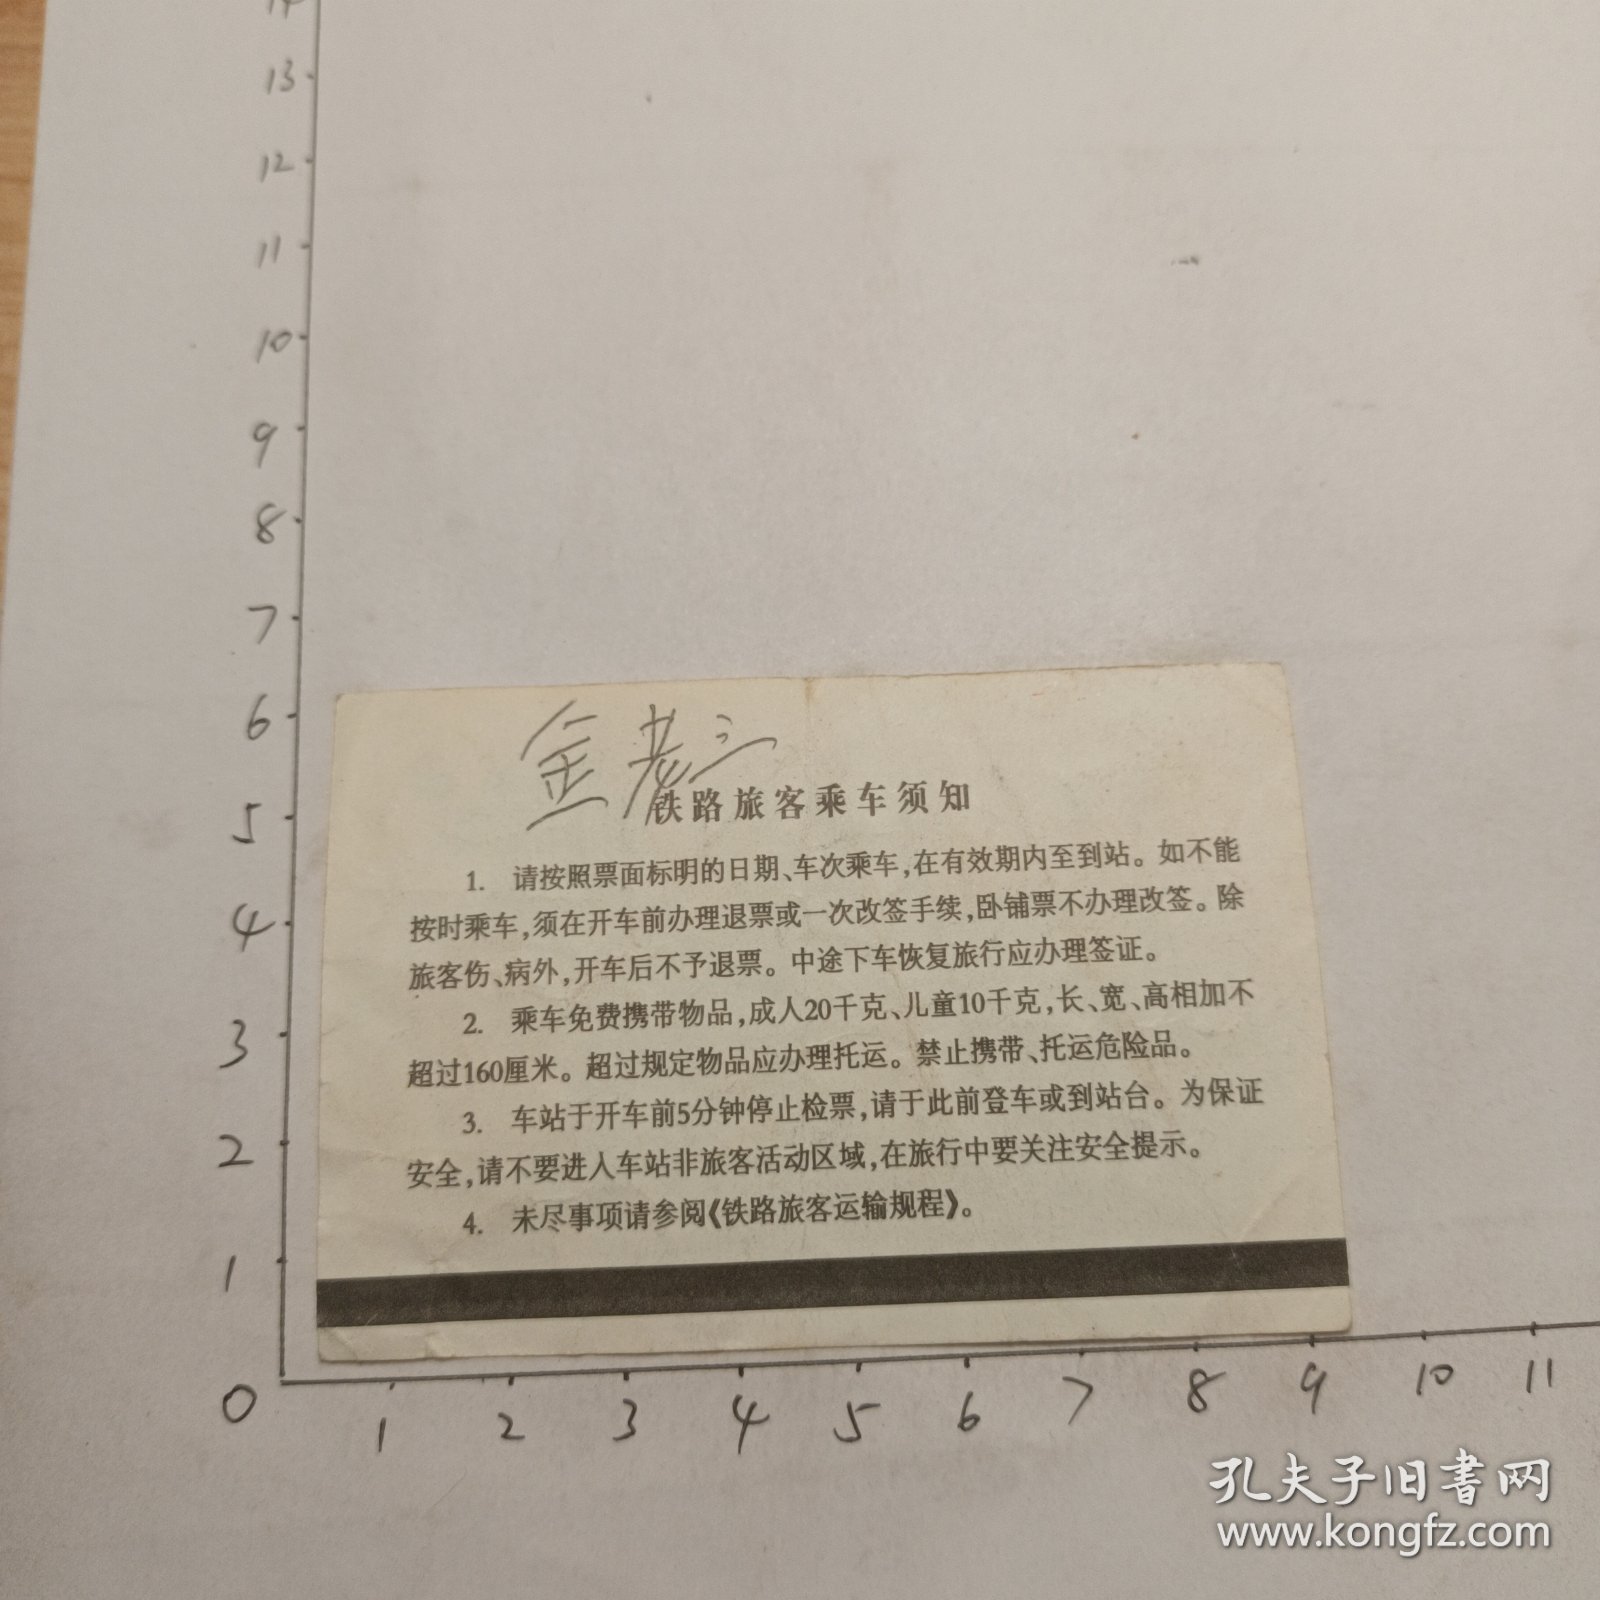 14
13
12
11
10
9
8
7
6
5
4
3
2
1
0
金老三
铁路旅客乘车须知
1. 请按照票面标明的日期、车次乘车,在有效期内至到站。如不能
按时乘车,须在开车前办理退票或一次改签手续,卧铺票不办理改签。除
旅客伤、病外,开车后不予退票。中途下车恢复旅行应办理签证。
2. 乘车免费携带物品,成人20千克、儿童10千克,长、宽、高相加不
超过160厘米。超过规定物品应办理托运。禁止携带、托运危险品。
3. 车站于开车前5分钟停止检票,请于此前登车或到站台。为保证
安全,请不要进入车站非旅客活动区域,在旅行中要关注安全提示。
4. 未尽事项请参阅《铁路旅客运输规程》。
1 2 3 4 5 6 7 8 9 10 11
孔夫子旧书网
www.kongfz.com